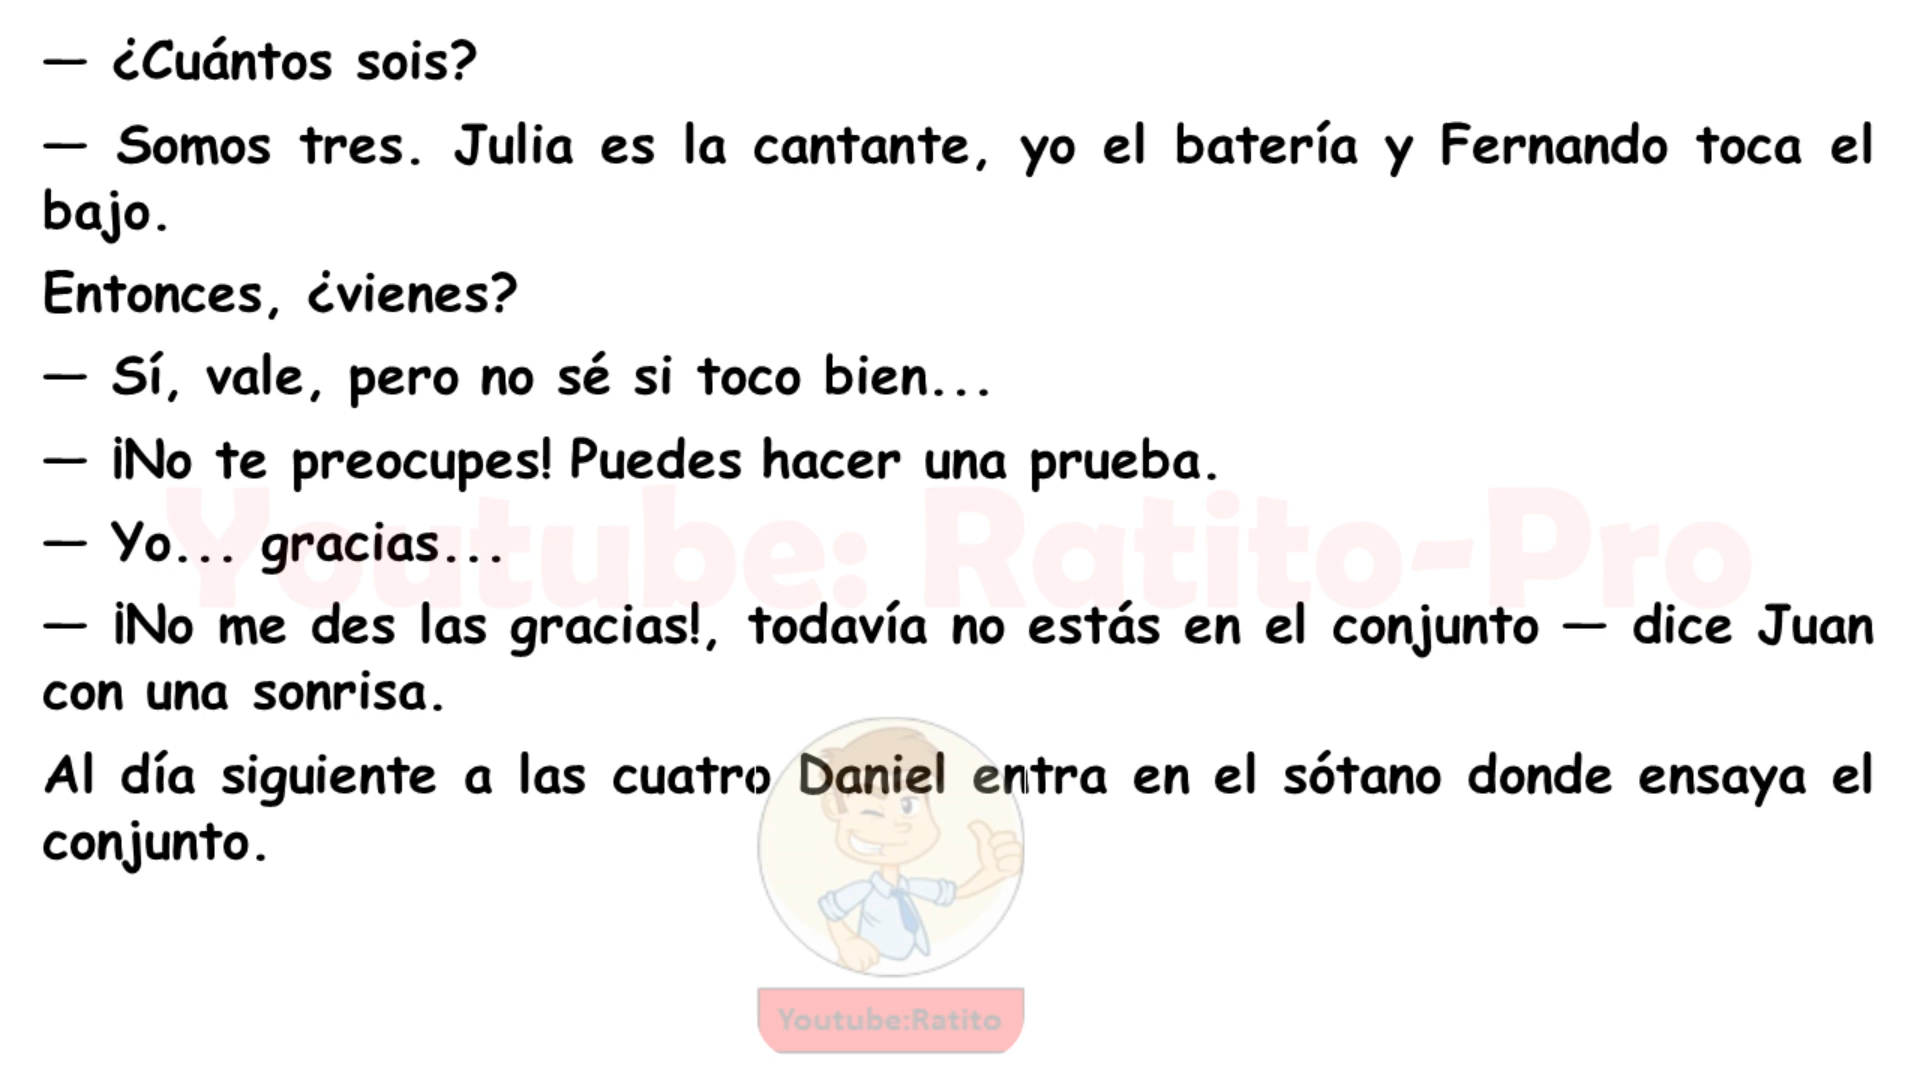 — ¿Cuántos sois?
— Somos tres. Julia es la cantante, yo el batería y Fernando toca el
bajo.
Entonces, ¿vienes?
— Sí, vale, pero no sé si toco bien...
— ¡No te preocupes! Puedes hacer una prueba.
Youtube: Ratito-Pro
— Yo... gracias...
— ¡No me des las gracias!, todavía no estás en el conjunto — dice Juan
con una sonrisa.
Al día siguiente a las cuatro Daniel entra en el sótano donde ensaya el
conjunto.
Youtube:Ratito